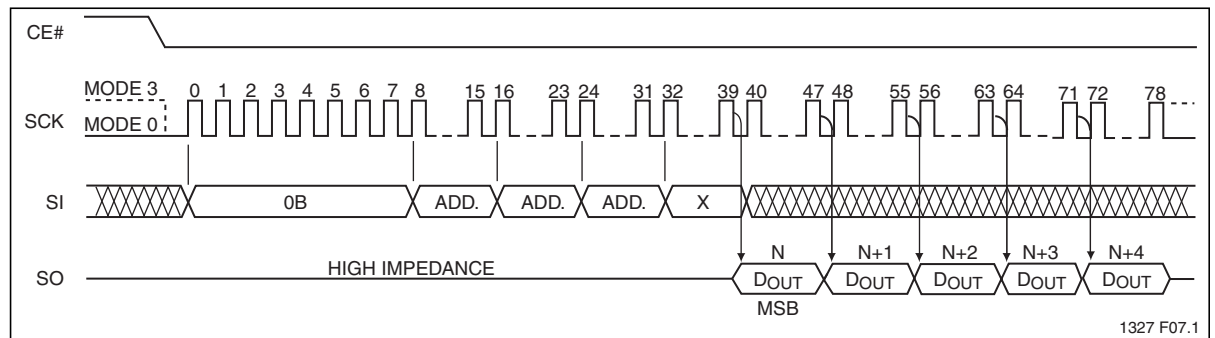 CE#
MODE 3
0 1 2 3 4 5 6 7 8 15 16 23 24 31 32 39 40 47 48 55 56 63 64 71 72 78
SCK
MODE 0
SI
0B ADD. ADD. ADD. X
N N+1 N+2 N+3 N+4
SO
HIGH IMPEDANCE
DOUT DOUT DOUT DOUT DOUT
MSB
1327 F07.1